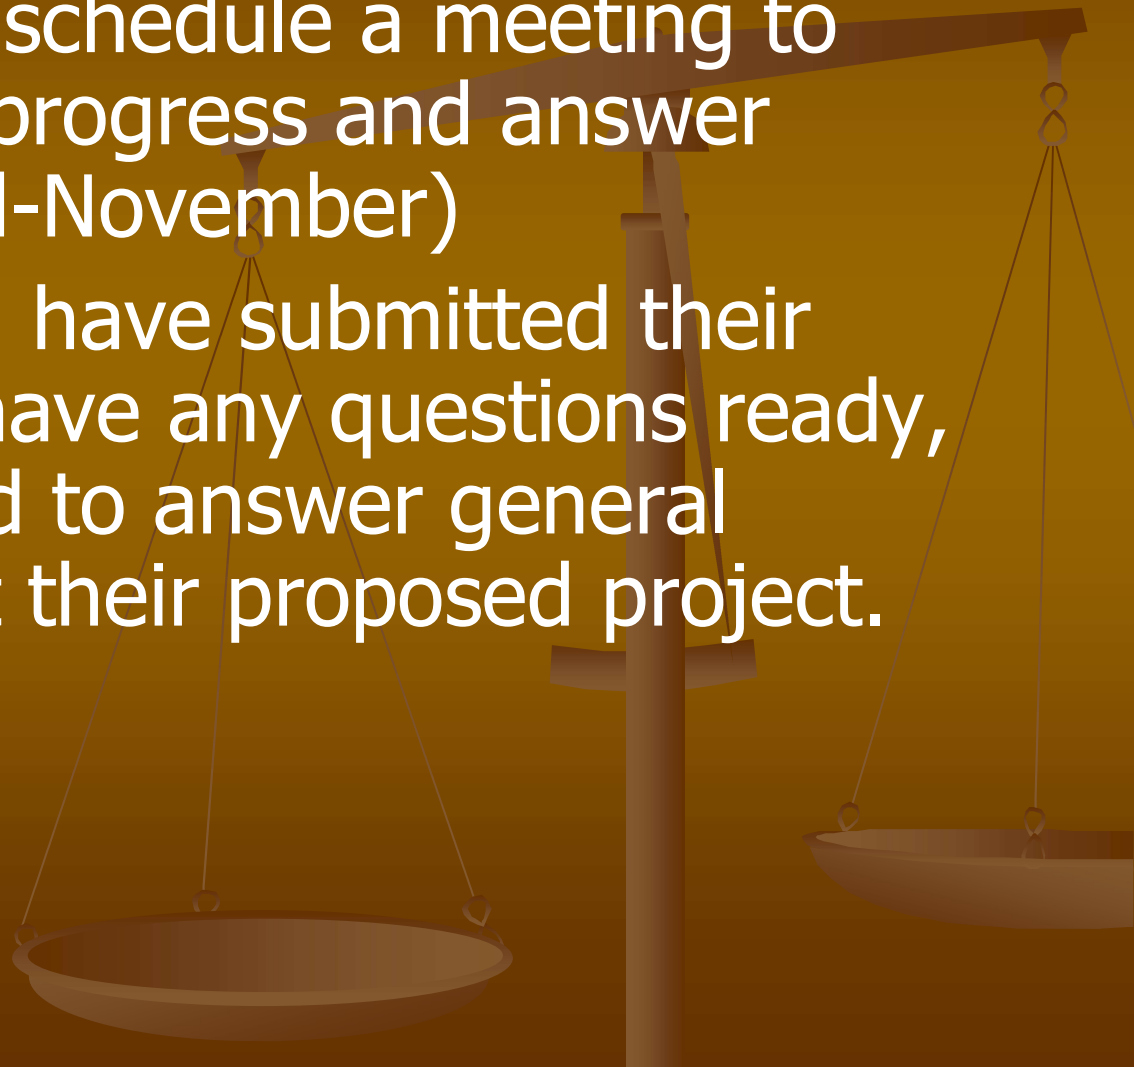 schedule a meeting to
progress and answer
-November)
have submitted their
have any questions ready,
to answer general
their proposed project.